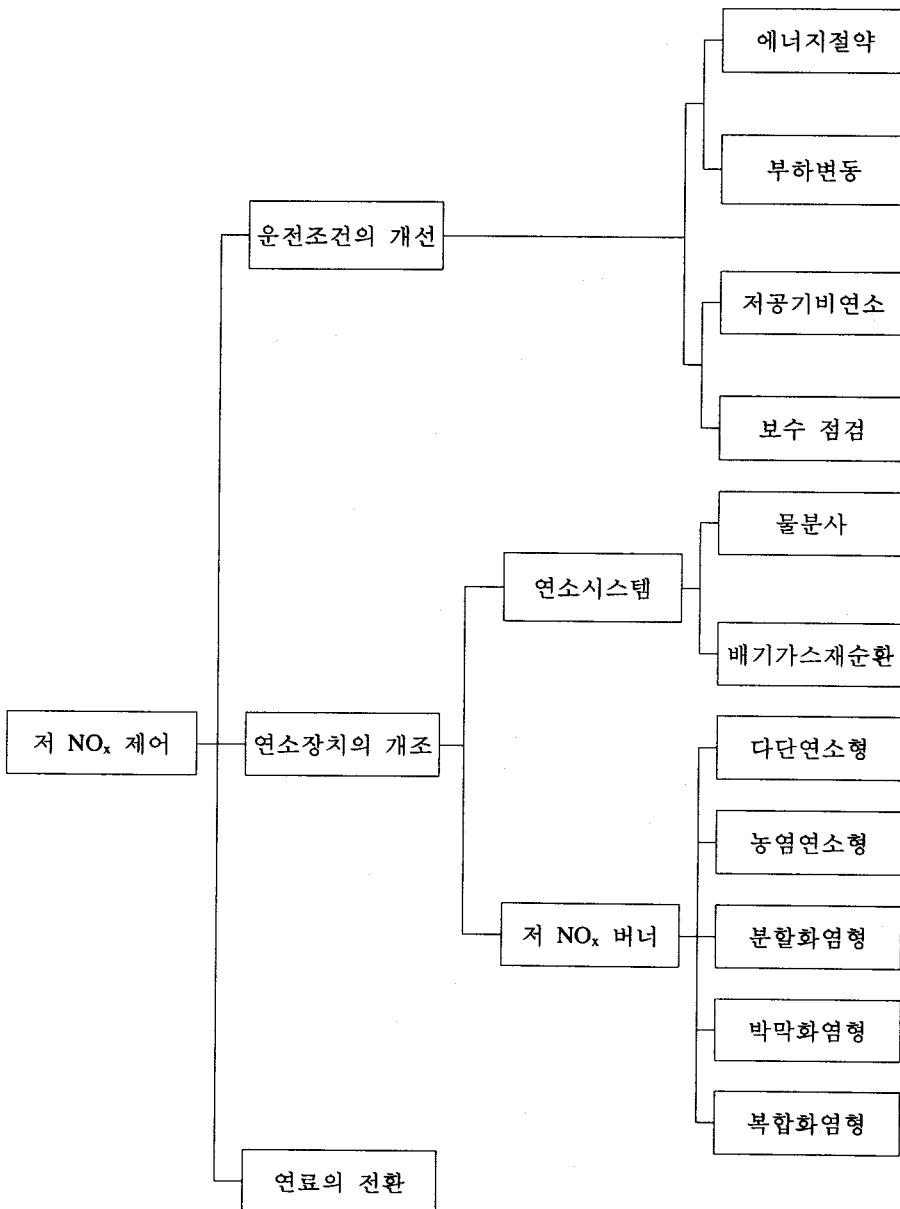 에너지절약
부하변동
운전조건의 개선
저공기비연소
보수 점검
물분사
연소시스템
배기가스재순환
저 NOₓ 제어
연소장치의 개조
다단연소형
농염연소형
저 NOₓ 버너
분할화염형
박막화염형
복합화염형
연료의 전환